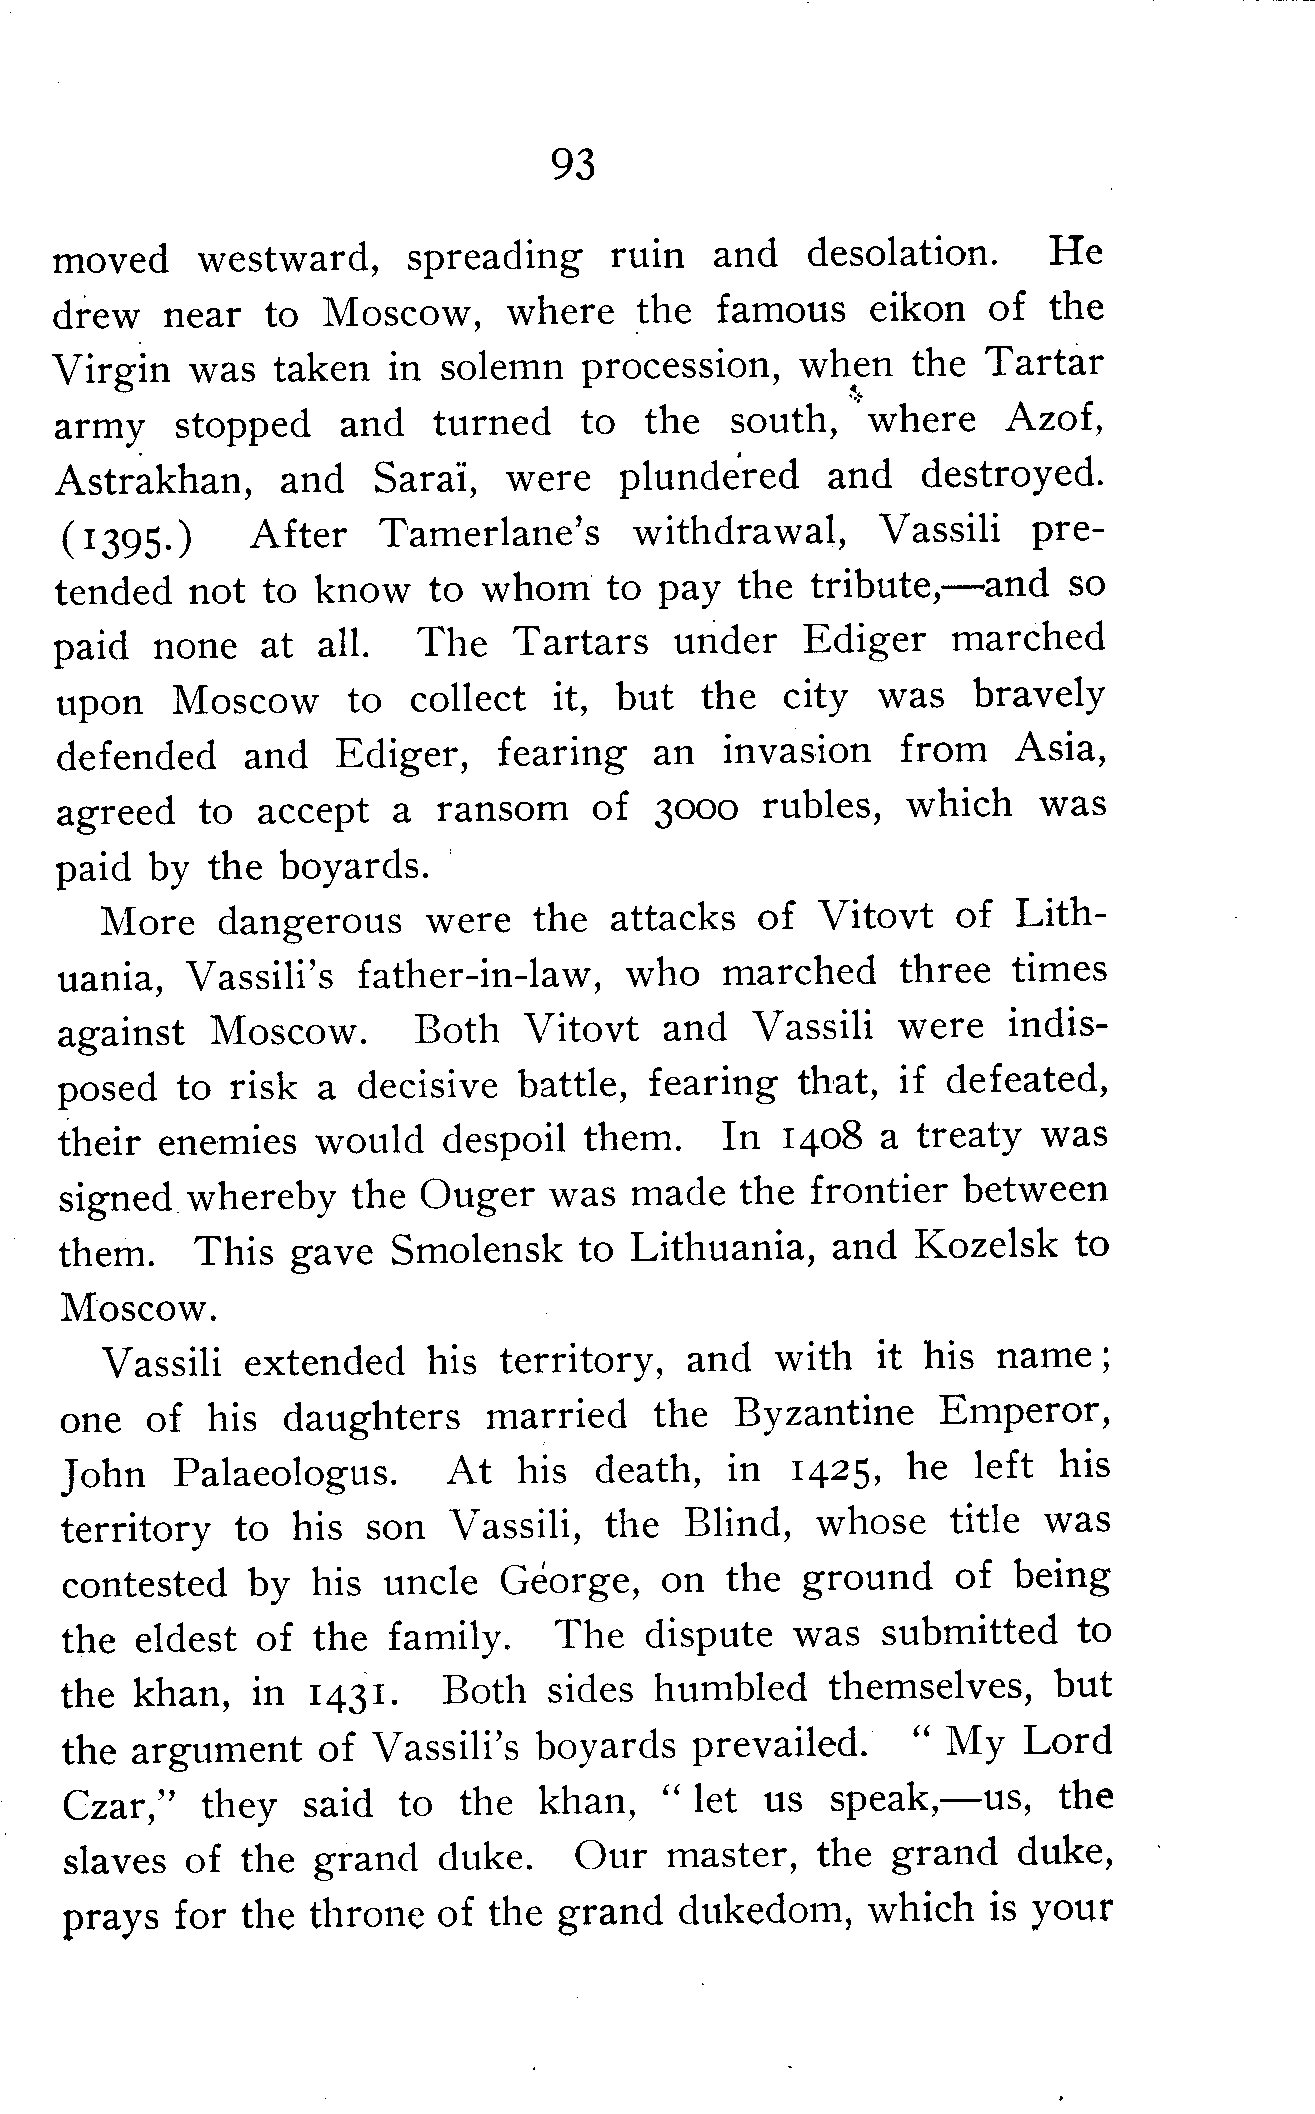 93
moved westward, spreading ruin and desolation. He
drew near to Moscow, where the famous eikon of the
Virgin was taken in solemn procession, when the Tartar
army stopped and turned to the south, where Azof,
Astrakhan, and Saraï, were plundered and destroyed.
(1395.) After Tamerlane's withdrawal, Vassili pre-
tended not to know to whom to pay the tribute,—and so
paid none at all. The Tartars under Ediger marched
upon Moscow to collect it, but the city was bravely
defended and Ediger, fearing an invasion from Asia,
agreed to accept a ransom of 3000 rubles, which was
paid by the boyards.
More dangerous were the attacks of Vitovt of Lith-
uania, Vassili's father-in-law, who marched three times
against Moscow. Both Vitovt and Vassili were indis-
posed to risk a decisive battle, fearing that, if defeated,
their enemies would despoil them. In 1408 a treaty was
signed whereby the Ouger was made the frontier between
them. This gave Smolensk to Lithuania, and Kozelsk to
Moscow.
Vassili extended his territory, and with it his name;
one of his daughters married the Byzantine Emperor,
John Palaeologus. At his death, in 1425, he left his
territory to his son Vassili, the Blind, whose title was
contested by his uncle George, on the ground of being
the eldest of the family. The dispute was submitted to
the khan, in 1431. Both sides humbled themselves, but
the argument of Vassili's boyards prevailed. "My Lord
Czar," they said to the khan, "let us speak,—us, the
slaves of the grand duke. Our master, the grand duke,
prays for the throne of the grand dukedom, which is your